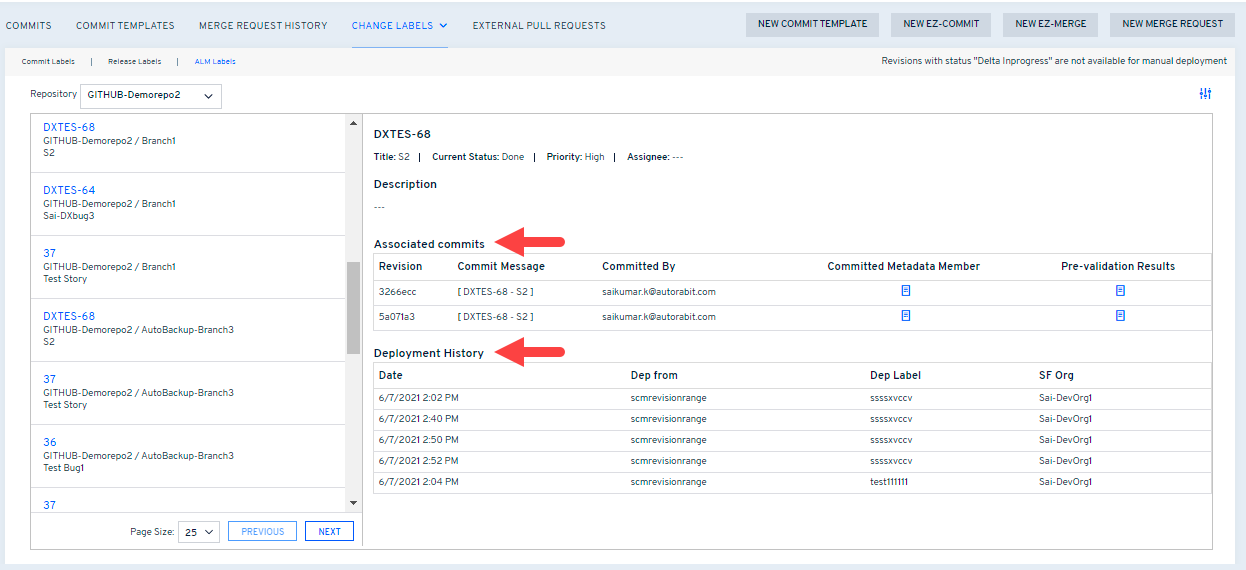 COMMITS COMMIT TEMPLATES MERGE REQUEST HISTORY CHANGE LABELS EXTERNAL PULL REQUESTS NEW COMMIT TEMPLATE NEW EZ-COMMIT NEW EZ-MERGE NEW MERGE REQUEST
Commit Labels | Release Labels | ALM Labels Revisions with status "Delta Inprogress" are not available for manual deployment
Repository GITHUB-Demorepo2
DXTES-68
GITHUB-Demorepo2 / Branch1
S2
DXTES-64
GITHUB-Demorepo2 / Branch1
Sai-DXbug3
37
GITHUB-Demorepo2 / Branch1
Test Story
DXTES-68
GITHUB-Demorepo2 / AutoBackup-Branch3
S2
37
GITHUB-Demorepo2 / AutoBackup-Branch3
Test Story
36
GITHUB-Demorepo2 / AutoBackup-Branch3
Test Bug1
37
Page Size: 25 PREVIOUS NEXT
DXTES-68
Title: S2 | Current Status: Done | Priority: High | Assignee: ---
Description
---
Associated commits
Revision Commit Message Committed By Committed Metadata Member Pre-validation Results
3266ecc [ DXTES-68 - S2 ] saikumar.k@autorabit.com
5a071a3 [ DXTES-68 - S2 ] saikumar.k@autorabit.com
Deployment History
Date Dep from Dep Label SF Org
6/7/2021 2:02 PM scmrevisionrange ssssxvccv Sai-DevOrg1
6/7/2021 2:40 PM scmrevisionrange ssssxvccv Sai-DevOrg1
6/7/2021 2:50 PM scmrevisionrange ssssxvccv Sai-DevOrg1
6/7/2021 2:52 PM scmrevisionrange ssssxvccv Sai-DevOrg1
6/7/2021 2:04 PM scmrevisionrange test111111 Sai-DevOrg1